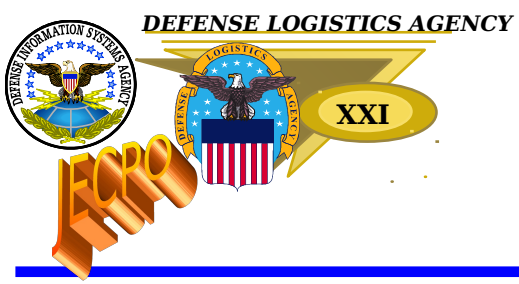 DEFENSE LOGISTICS AGENCY
DEFENSE INFORMATION SYSTEMS AGENCY
DEFENSE LOGISTICS AGENCY
XXI
JECPO